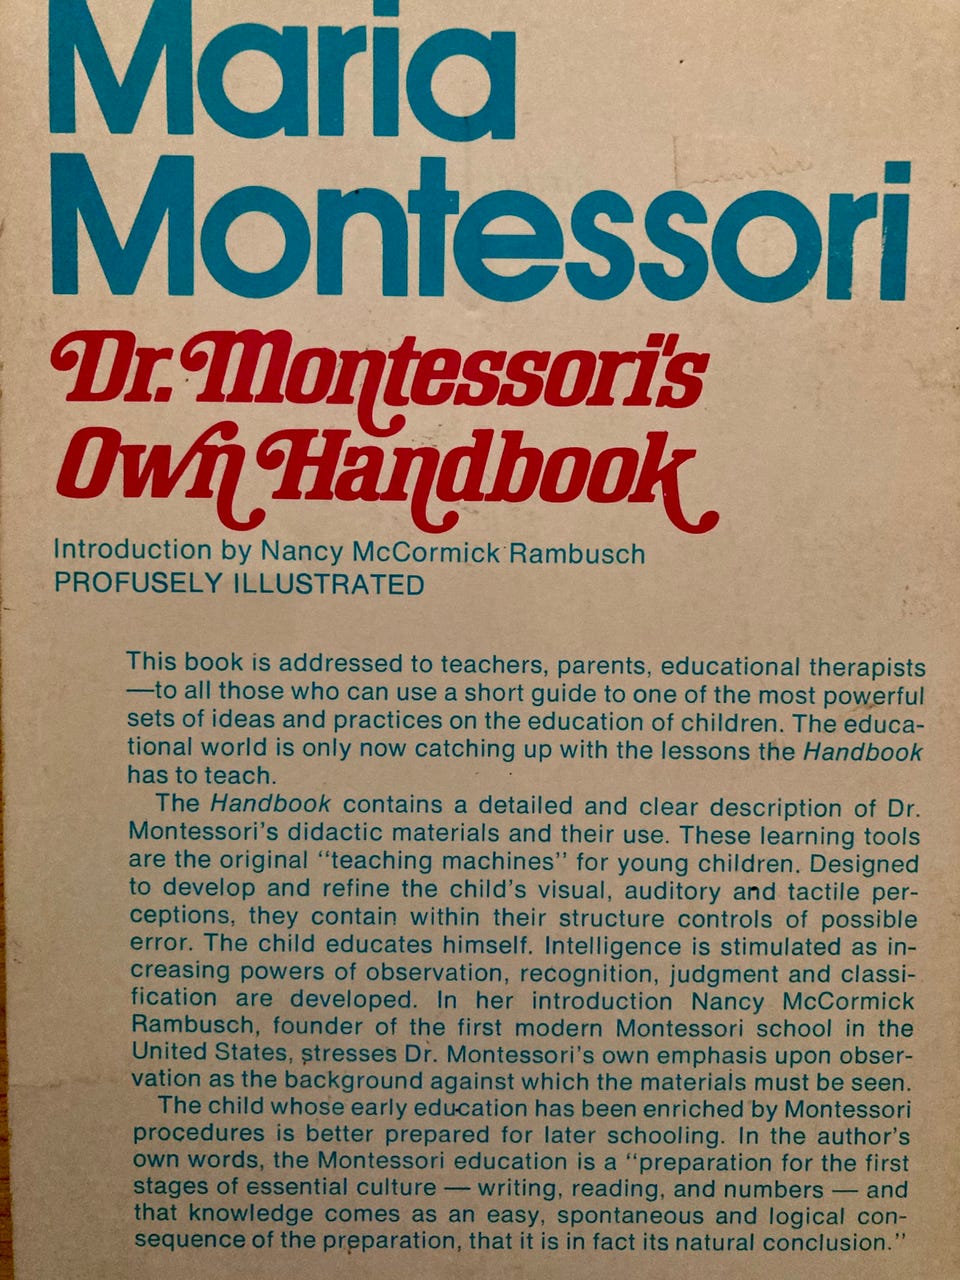 Maria
Montessori
Dr. Montessori's
Own Handbook
Introduction by Nancy McCormick Rambusch
PROFUSELY ILLUSTRATED
This book is addressed to teachers, parents, educational therapists
—to all those who can use a short guide to one of the most powerful
sets of ideas and practices on the education of children. The educa-
tional world is only now catching up with the lessons the Handbook
has to teach.
The Handbook contains a detailed and clear description of Dr.
Montessori's didactic materials and their use. These learning tools
are the original “teaching machines” for young children. Designed
to develop and refine the child's visual, auditory and tactile per-
ceptions, they contain within their structure controls of possible
error. The child educates himself. Intelligence is stimulated as in-
creasing powers of observation, recognition, judgment and classi-
fication are developed. In her introduction Nancy McCormick
Rambusch, founder of the first modern Montessori school in the
United States, stresses Dr. Montessori's own emphasis upon obser-
vation as the background against which the materials must be seen.
The child whose early education has been enriched by Montessori
procedures is better prepared for later schooling. In the author's
own words, the Montessori education is a “preparation for the first
stages of essential culture — writing, reading, and numbers — and
that knowledge comes as an easy, spontaneous and logical con-
sequence of the preparation, that it is in fact its natural conclusion.”